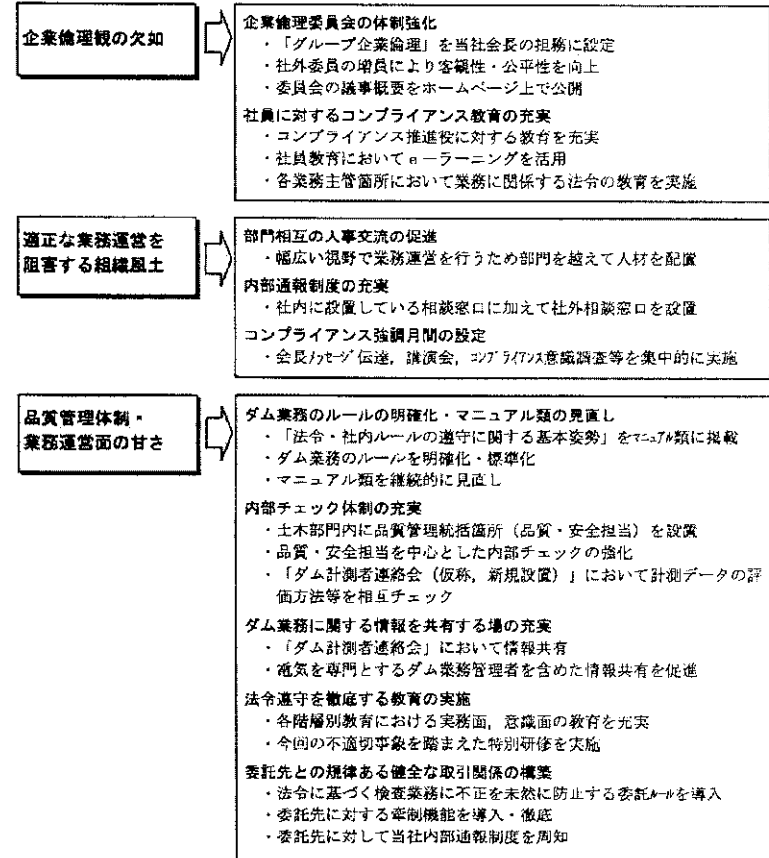 企業倫理観の欠如
企業倫理委員会の体制強化
・「グループ企業倫理」を当社会長の担務に設定
・社外委員の増員により客観性・公平性を向上
・委員会の議事概要をホームページ上で公開
社員に対するコンプライアンス教育の充実
・コンプライアンス推進役に対する教育を充実
・社員教育においてe－ラーニングを活用
・各業務主管箇所において業務に関係する法令の教育を実施
適正な業務運営を
阻害する組織風土
部門相互の人事交流の促進
・幅広い視野で業務運営を行うため部門を越えて人材を配置
内部通報制度の充実
・社内に設置している相談窓口に加えて社外相談窓口を設置
コンプライアンス強調月間の設定
・会長ﾒｯｾｰｼﾞ伝達，講演会，ｺﾝﾌﾟﾗｲｱﾝｽ意識調査等を集中的に実施
品質管理体制・
業務運営面の甘さ
ダム業務のルールの明確化・マニュアル類の見直し
・「法令・社内ルールの遵守に関する基本姿勢」をﾏﾆｭｱﾙ類に掲載
・ダム業務のルールを明確化・標準化
・マニュアル類を継続的に見直し
内部チェック体制の充実
・土木部門内に品質管理統括箇所（品質・安全担当）を設置
・品質・安全担当を中心とした内部チェックの強化
・「ダム計測者連絡会（仮称，新規設置）」において計測データの評
価方法等を相互チェック
ダム業務に関する情報を共有する場の充実
・「ダム計測者連絡会」において情報共有
・電気を専門とするダム業務管理者を含めた情報共有を促進
法令遵守を徹底する教育の実施
・各階層別教育における実務面，意識面の教育を充実
・今回の不適切事象を踏まえた特別研修を実施
委託先との規律ある健全な取引関係の構築
・法令に基づく検査業務に不正を未然に防止する委託ﾙｰﾙを導入
・委託先に対する牽制機能を導入・徹底
・委託先に対して当社内部通報制度を周知